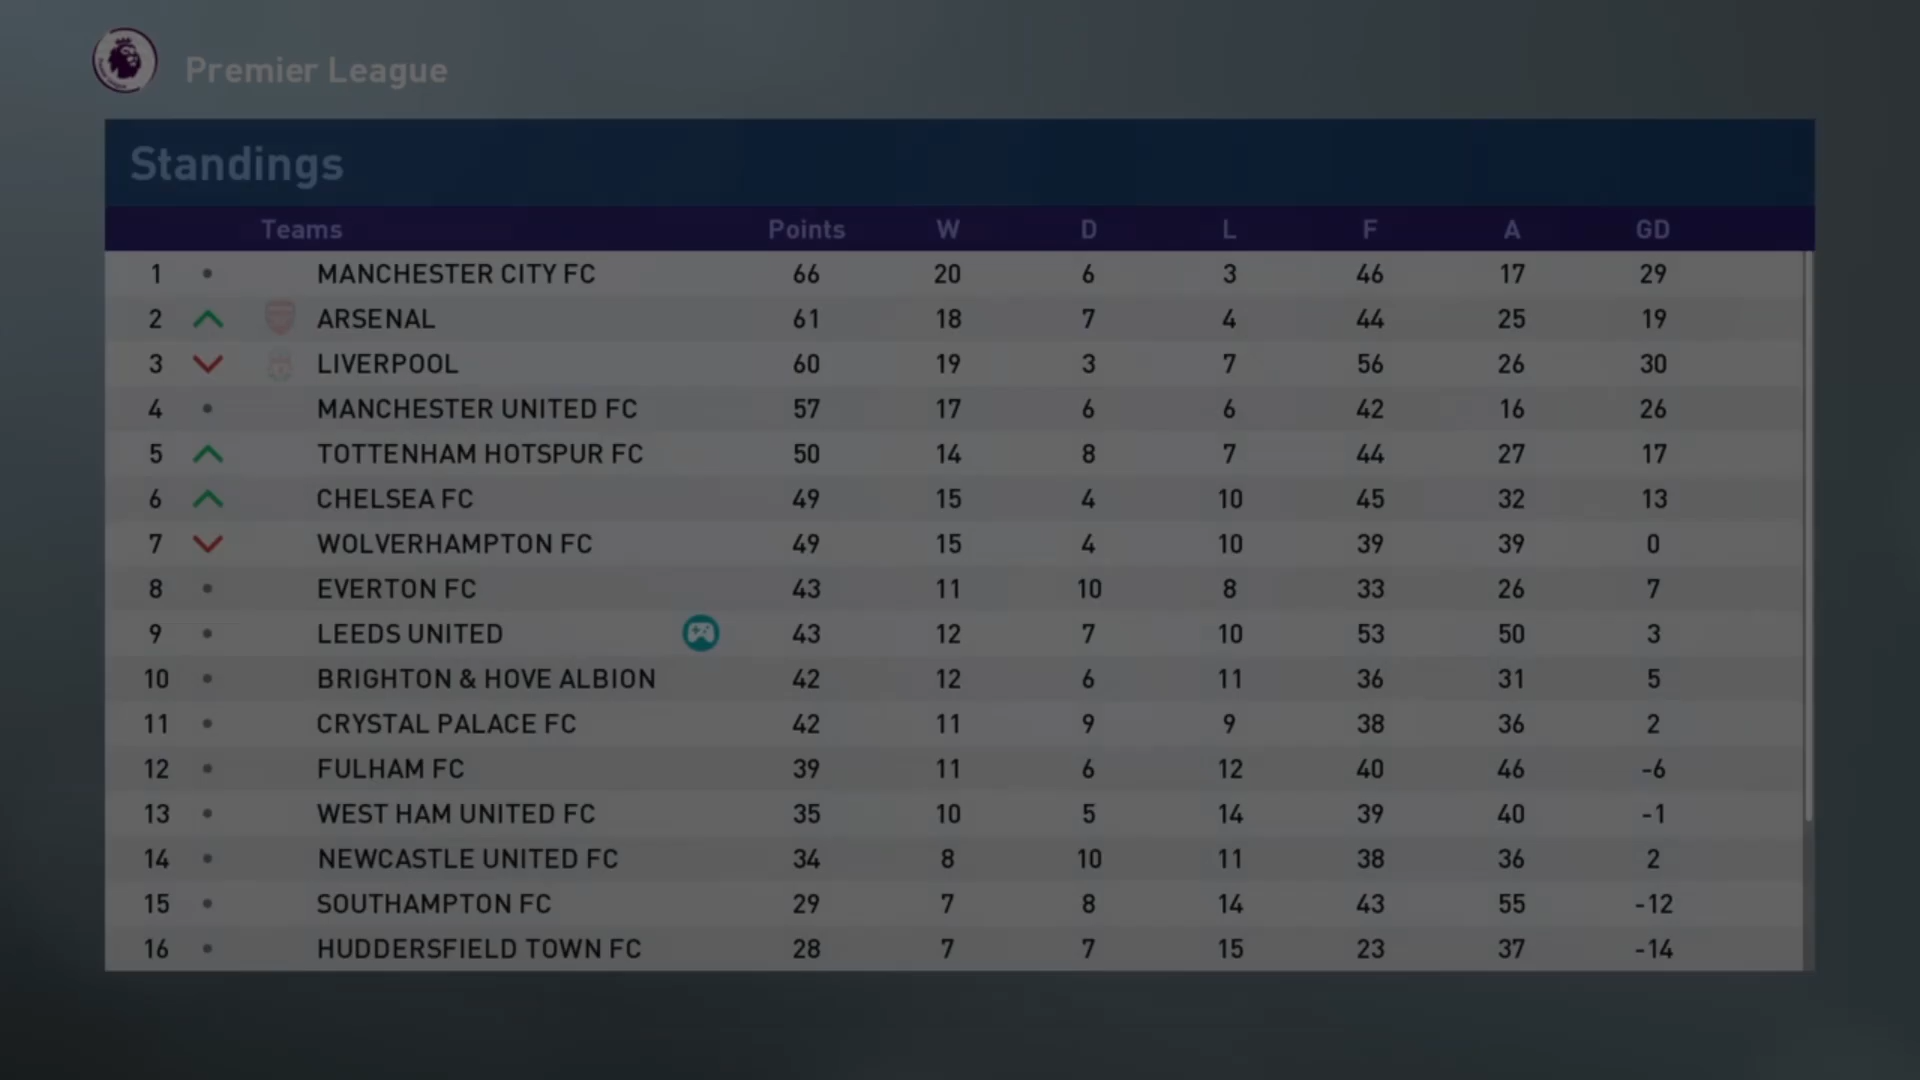 Premier League
Standings
Teams Points W D L F A GD
1 MANCHESTER CITY FC 66 20 6 3 46 17 29
2 ARSENAL 61 18 7 4 44 25 19
3 LIVERPOOL 60 19 3 7 56 26 30
4 MANCHESTER UNITED FC 57 17 6 6 42 16 26
5 TOTTENHAM HOTSPUR FC 50 14 8 7 44 27 17
6 CHELSEA FC 49 15 4 10 45 32 13
7 WOLVERHAMPTON FC 49 15 4 10 39 39 0
8 EVERTON FC 43 11 10 8 33 26 7
9 LEEDS UNITED 43 12 7 10 53 50 3
10 BRIGHTON & HOVE ALBION 42 12 6 11 36 31 5
11 CRYSTAL PALACE FC 42 11 9 9 38 36 2
12 FULHAM FC 39 11 6 12 40 46 -6
13 WEST HAM UNITED FC 35 10 5 14 39 40 -1
14 NEWCASTLE UNITED FC 34 8 10 11 38 36 2
15 SOUTHAMPTON FC 29 7 8 14 43 55 -12
16 HUDDERSFIELD TOWN FC 28 7 7 15 23 37 -14